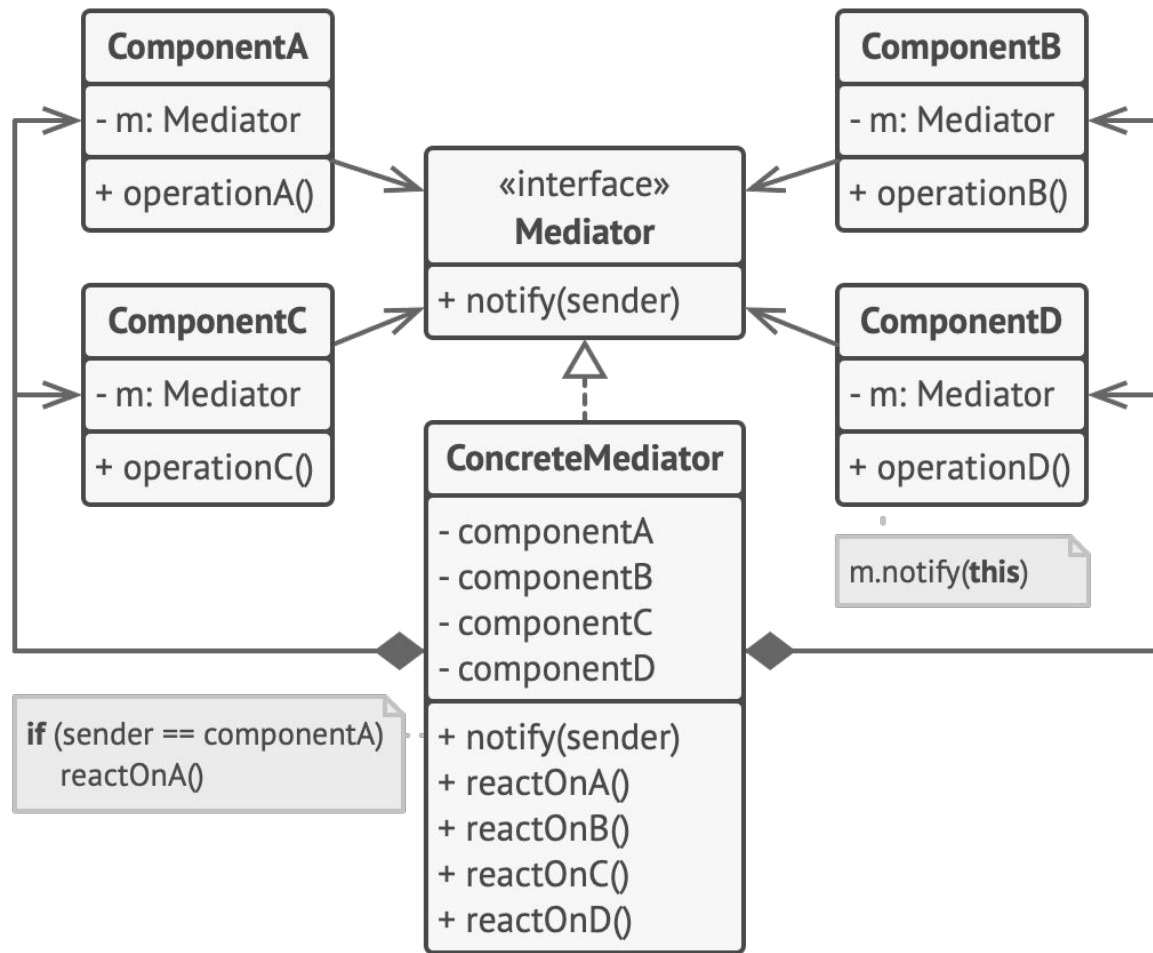 ComponentA
- m: Mediator
+ operationA()
ComponentB
- m: Mediator
+ operationB()
«interface»
Mediator
+ notify(sender)
ComponentC
- m: Mediator
+ operationC()
ComponentD
- m: Mediator
+ operationD()
m.notify(this)
ConcreteMediator
- componentA
- componentB
- componentC
- componentD
+ notify(sender)
+ reactOnA()
+ reactOnB()
+ reactOnC()
+ reactOnD()
if (sender == componentA)
reactOnA()